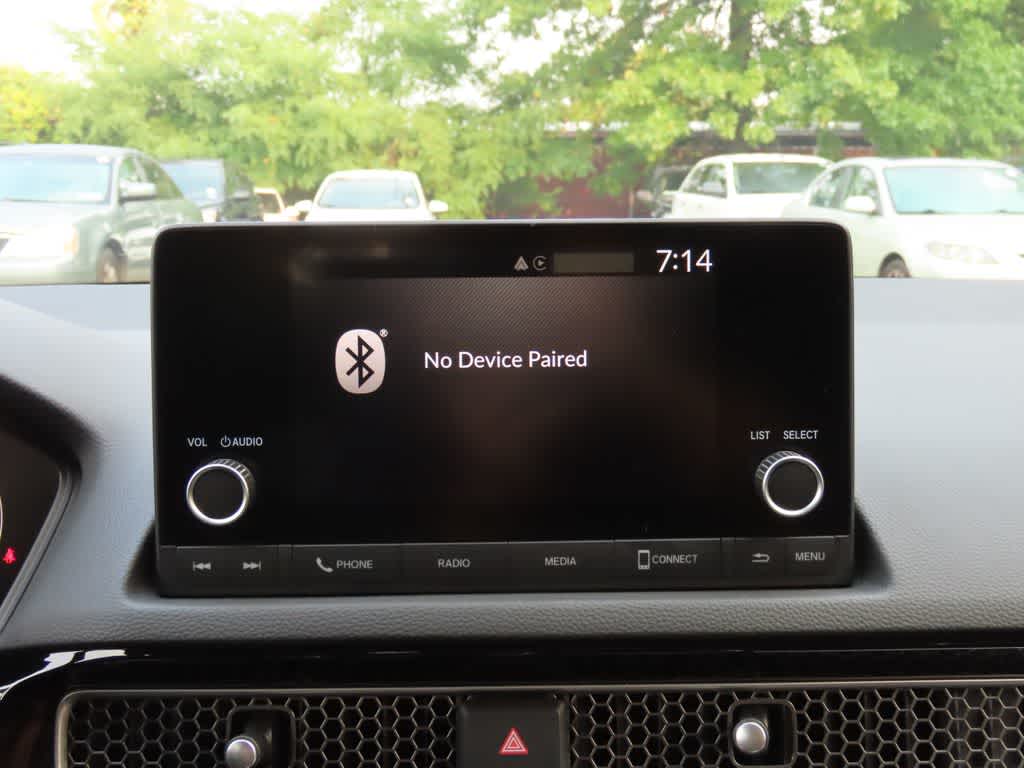 7:14
®
No Device Paired
VOL AUDIO
LIST SELECT
PHONE
RADIO
MEDIA
CONNECT
MENU